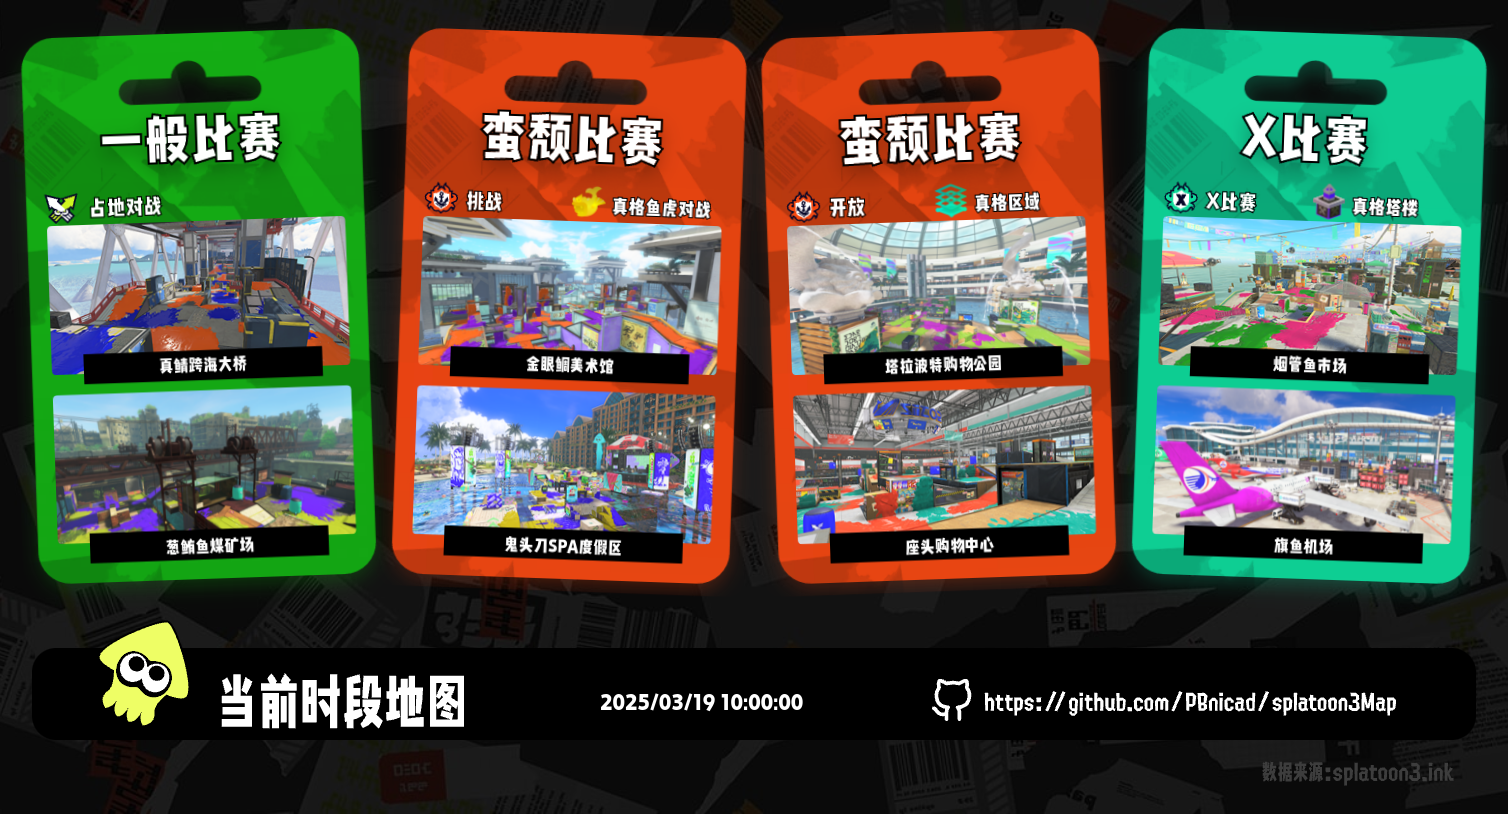 一般比赛
占地对战
真鲷跨海大桥
葱鲔鱼煤矿场
蛮颓比赛
挑战
真格鱼虎对战
金眼鲷美术馆
鬼头刀SPA度假区
蛮颓比赛
开放
真格区域
塔拉波特购物公园
座头购物中心
X比赛
X比赛
真格塔楼
烟管鱼市场
旗鱼机场
当前时段地图
2025/03/19 10:00:00
https://github.com/PBnicad/splatoon3Map
数据来源:splatoon3.ink